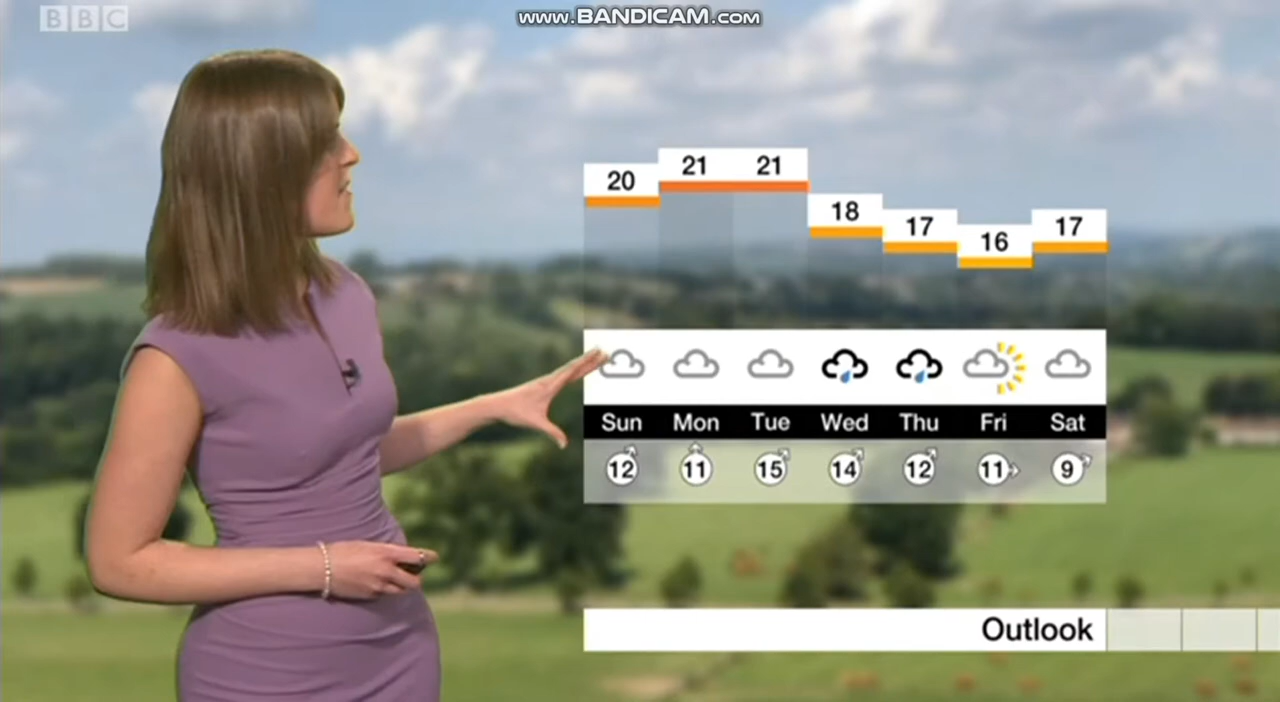 BBC
www.BANDICAM.com
20 21 21 18 17 16 17
Sun Mon Tue Wed Thu Fri Sat
12 11 15 14 12 11 9
Outlook